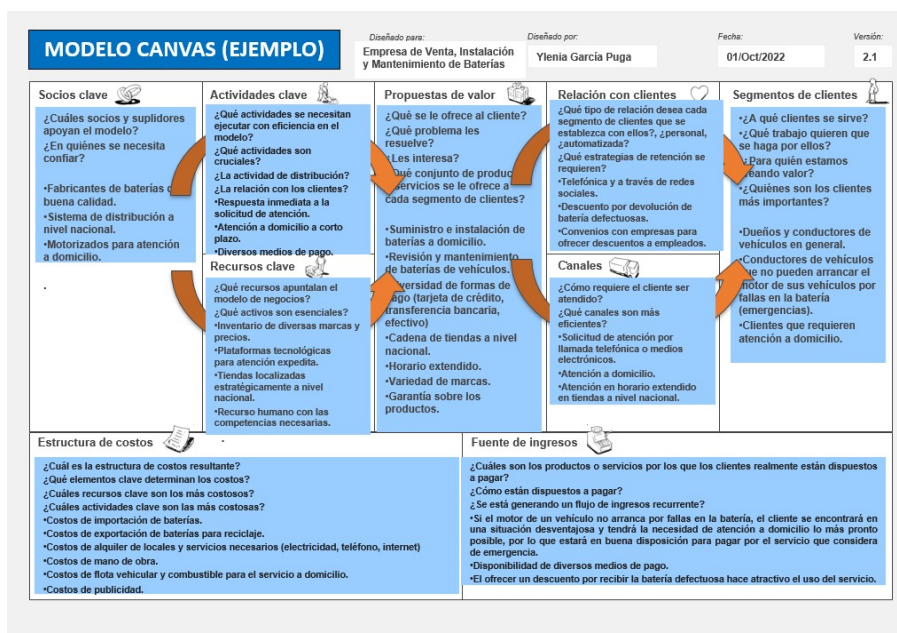 MODELO CANVAS (EJEMPLO)
Diseñado para:
Empresa de Venta, Instalación
y Mantenimiento de Baterías
Diseñado por:
Ylenia García Puga
Fecha:
01/Oct/2022
Versión:
2.1
Socios clave
¿Cuáles socios y suplidores
apoyan el modelo?
¿En quiénes se necesita
confiar?
•Fabricantes de baterías
buena calidad.
•Sistema de distribución a
nivel nacional.
•Motorizados para atención
a domicilio.
.
Actividades clave
¿Qué actividades se necesitan
ejecutar con eficiencia en el
modelo?
¿Qué actividades son
cruciales?
¿La actividad de distribución?
¿La relación con los clientes?
•Respuesta inmediata a la
solicitud de atención.
•Atención a domicilio a corto
plazo.
•Diversos medios de pago.
Recursos clave
¿Qué recursos apuntalan el
modelo de negocios?
¿Qué activos son esenciales?
•Inventario de diversas marcas y
precios.
•Plataformas tecnológicas
para atención expedita.
•Tiendas localizadas
estratégicamente a nivel
nacional.
•Recurso humano con las
competencias necesarias.
.
Propuestas de valor
¿Qué se le ofrece al cliente?
¿Qué problema les
resuelve?
¿Les interesa?
¿Qué conjunto de
servicios se le ofrece a
cada segmento de clientes?
•Suministro e instalación de
baterías a domicilio.
•Revisión y mantenimiento
de baterías de vehículos.
formas de
(tarjeta de crédito,
transferencia bancaria,
efectivo)
•Cadena de tiendas a nivel
nacional.
•Horario extendido.
•Variedad de marcas.
•Garantía sobre los
productos.
Relación con clientes
¿Qué tipo de relación desea cada
segmento de clientes que se
establezca con ellos?, ¿personal,
¿automatizada?
¿Qué estrategias de retención se
requieren?
•Telefónica y a través de redes
sociales.
•Descuento por devolución de
batería defectuosas.
•Convenios con empresas para
ofrecer descuentos a empleados.
Canales
¿Cómo requiere el cliente ser
atendido?
¿Qué canales son más
eficientes?
•Solicitud de atención por
llamada telefónica o medios
electrónicos.
•Atención a domicilio.
•Atención en horario extendido
en tiendas a nivel nacional.
Segmentos de clientes
•¿A qué clientes se sirve?
•¿Qué trabajo quieren que
se haga por ellos?
•¿Para quién estamos
creando valor?
•¿Quiénes son los clientes
más importantes?
•Dueños y conductores de
vehículos en general.
•Conductores de vehículos
que no pueden arrancar el
motor de sus vehículos por
fallas en la batería
(emergencias).
•Clientes que requieren
atención a domicilio.
Estructura de costos
¿Cuál es la estructura de costos resultante?
¿Qué elementos clave determinan los costos?
¿Cuáles recursos clave son los más costosos?
¿Cuáles actividades clave son las más costosas?
•Costos de importación de baterías.
•Costos de exportación de baterías para reciclaje.
•Costos de alquiler de locales y servicios necesarios (electricidad, teléfono, internet)
•Costos de mano de obra.
•Costos de flota vehicular y combustible para el servicio a domicilio.
•Costos de publicidad.
Fuente de ingresos
¿Cuáles son los productos o servicios por los que los clientes realmente están dispuestos
a pagar?
¿Cómo están dispuestos a pagar?
¿Se está generando un flujo de ingresos recurrente?
•Si el motor de un vehículo no arranca por fallas en la batería, el cliente se encontrará en
una situación desventajosa y tendrá la necesidad de atención a domicilio lo más pronto
posible, por lo que estará en buena disposición para pagar por el servicio que considera
de emergencia.
•Disponibilidad de diversos medios de pago.
•El ofrecer un descuento por recibir la batería defectuosa hace atractivo el uso del servicio.